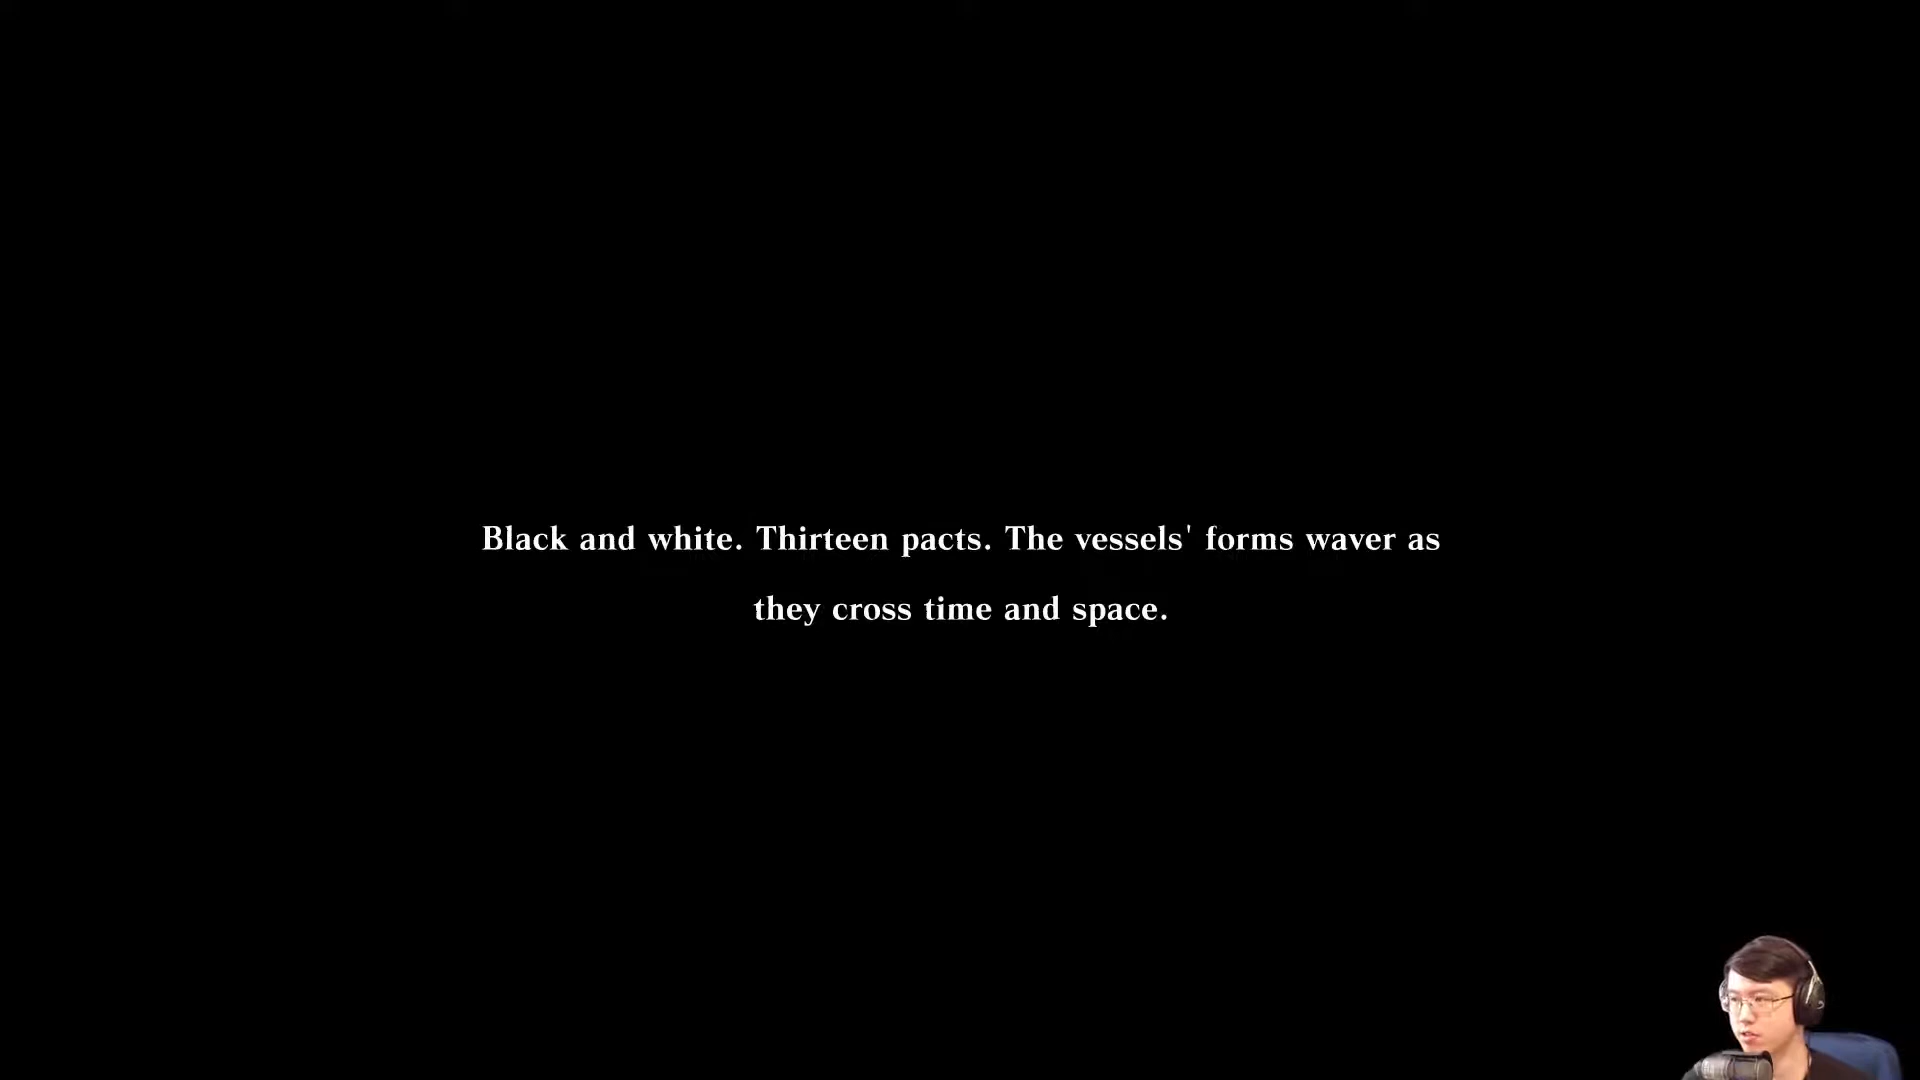 Black and white. Thirteen pacts. The vessels' forms waver as
they cross time and space.